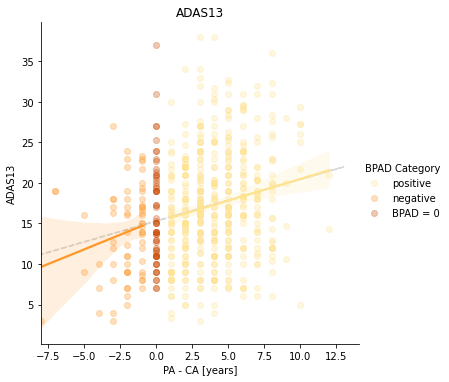 ADAS13
ADAS13
35
30
25
20
15
10
5
−7.5 −5.0 −2.5 0.0 2.5 5.0 7.5 10.0 12.5
PA - CA [years]
BPAD Category
positive
negative
BPAD = 0